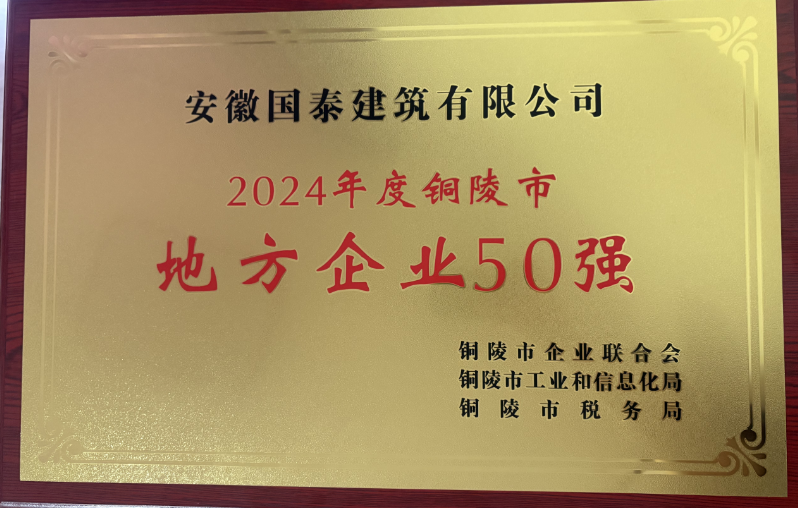 安徽国泰建筑有限公司
2024年度铜陵市
地方企业50强
铜陵市企业联合会
铜陵市工业和信息化局
铜陵市税务局